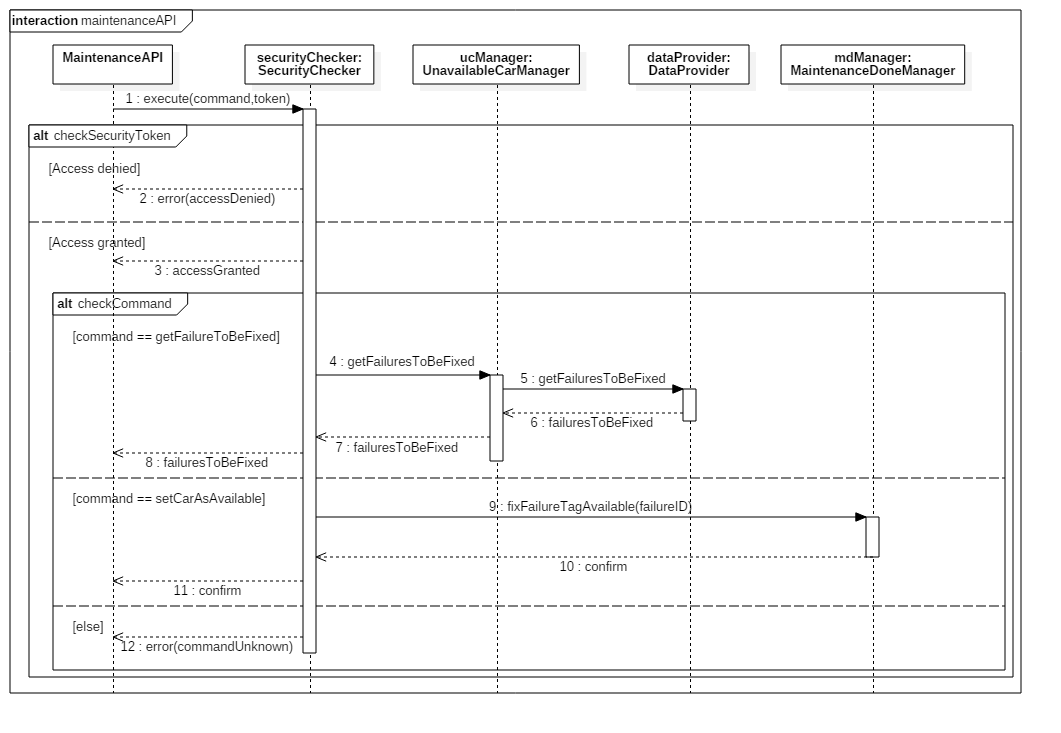 interaction maintenanceAPI
MaintenanceAPI
securityChecker:
SecurityChecker
ucManager:
UnavailableCarManager
dataProvider:
DataProvider
mdManager:
MaintenanceDoneManager
1 : execute(command,token)
alt checkSecurityToken
[Access denied]
2 : error(accessDenied)
[Access granted]
3 : accessGranted
alt checkCommand
[command == getFailureToBeFixed]
4 : getFailuresToBeFixed
5 : getFailuresToBeFixed
6 : failuresToBeFixed
7 : failuresToBeFixed
8 : failuresToBeFixed
[command == setCarAsAvailable]
9 : fixFailureTagAvailable(failureID)
10 : confirm
11 : confirm
[else]
12 : error(commandUnknown)